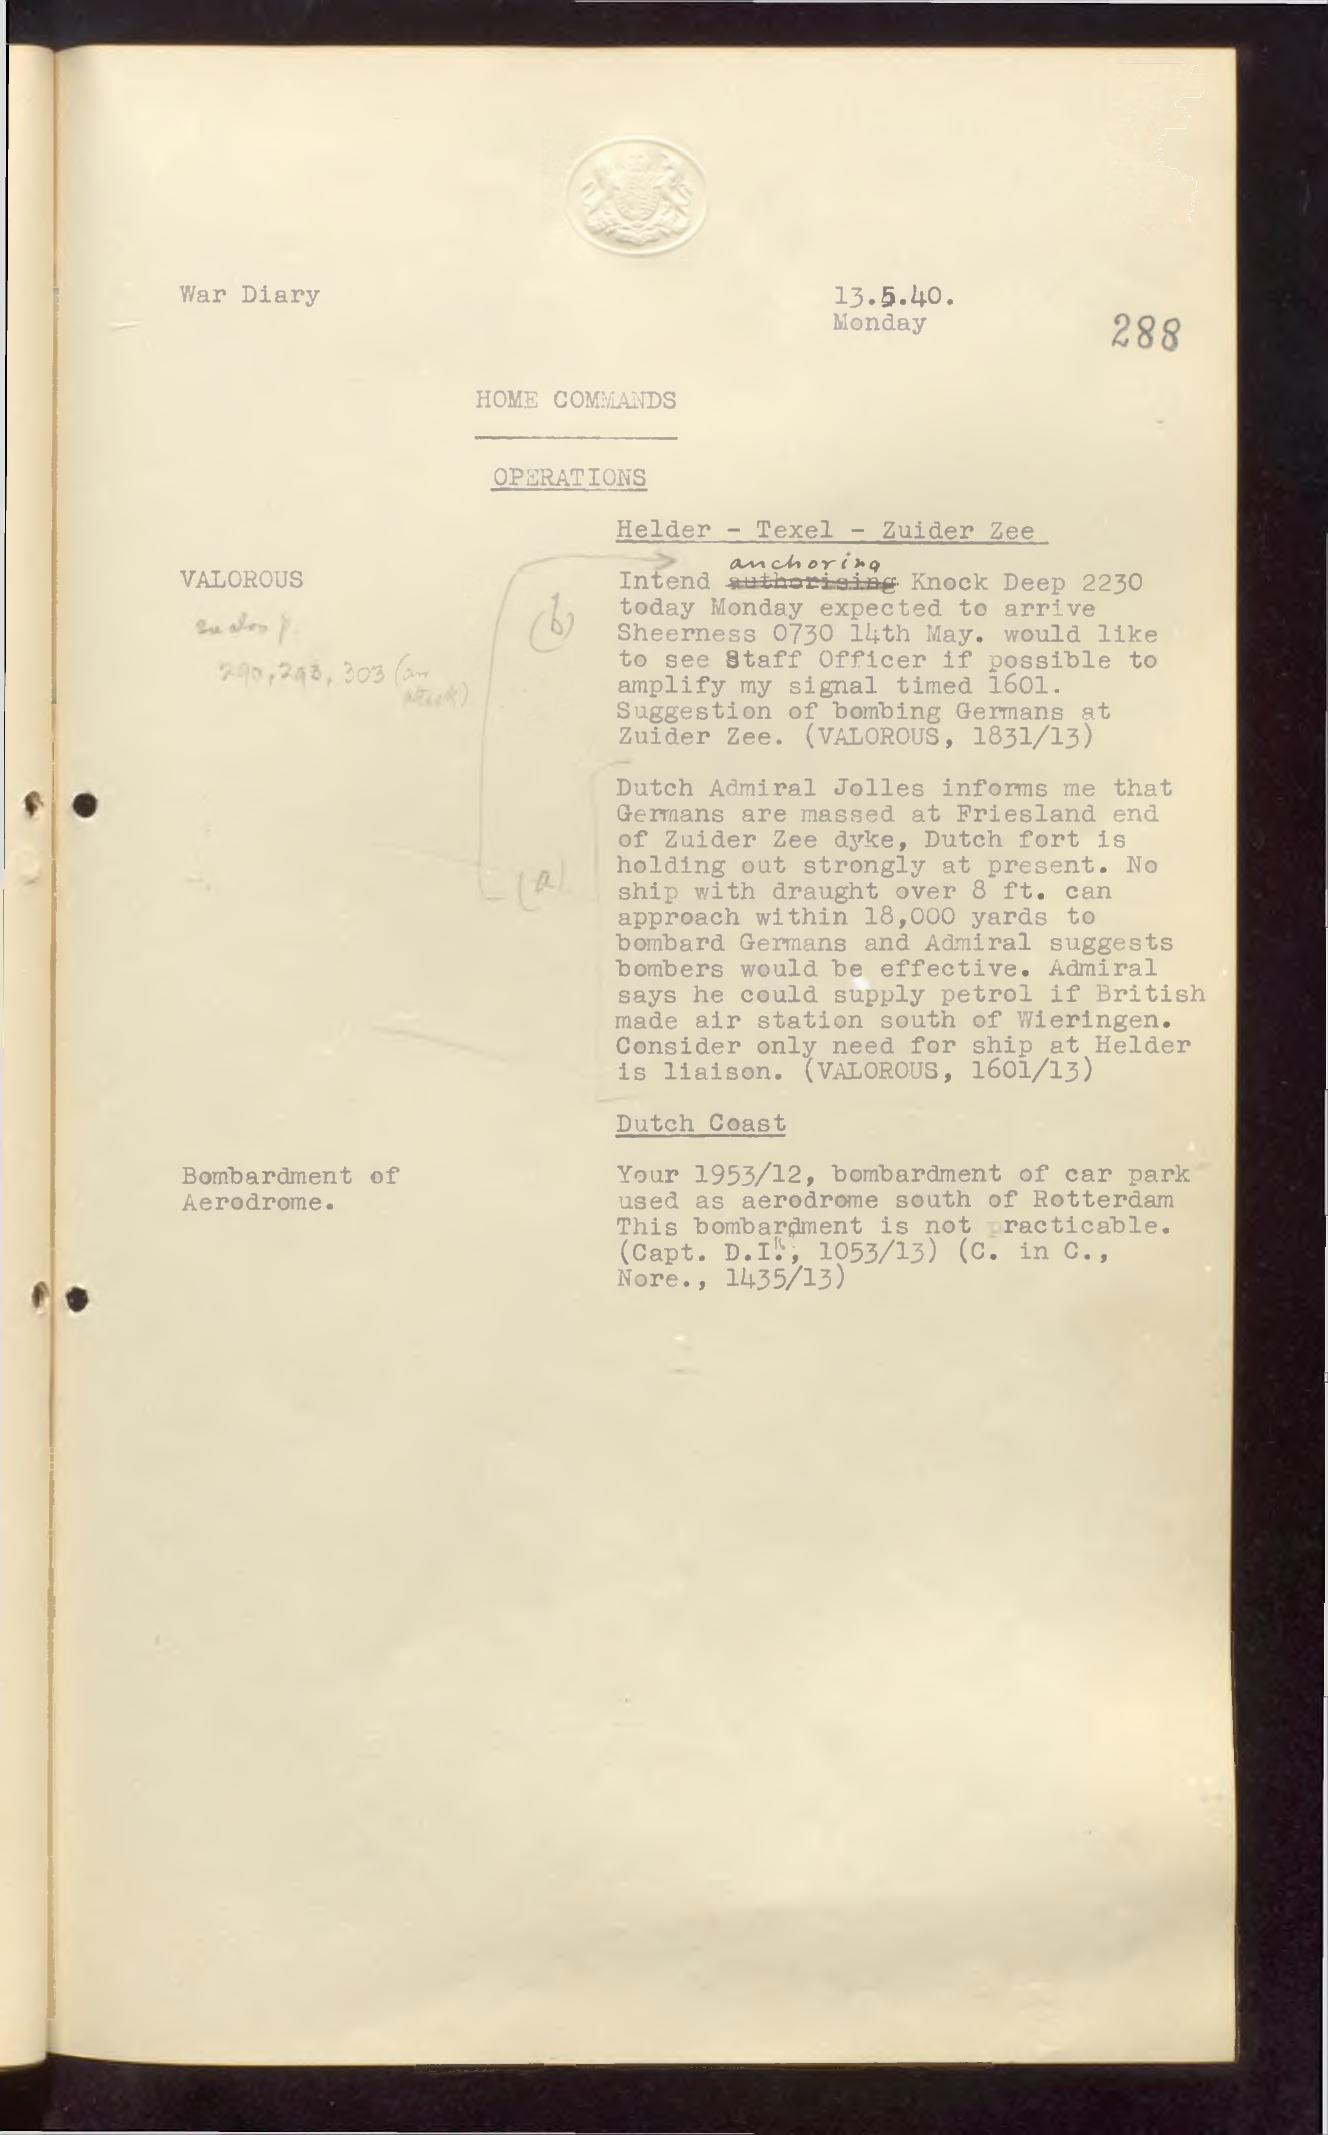 War Diary
13.5.40.
Monday
288
HOME COMMANDS
OPERATIONS
Helder - Texel - Zuider Zee
anchoring
VALOROUS
Intend authorising Knock Deep 2230
today Monday expected to arrive
Sheerness 0730 14th May. would like
to see Staff Officer if possible to
amplify my signal timed 1601.
Suggestion of bombing Germans at
Zuider Zee. (VALOROUS, 1831/13)
see also p.
290, 293, 303 (air
attack)
(b)
(a)
Dutch Admiral Jolles informs me that
Germans are massed at Friesland end
of Zuider Zee dyke, Dutch fort is
holding out strongly at present. No
ship with draught over 8 ft. can
approach within 18,000 yards to
bombard Germans and Admiral suggests
bombers would be effective. Admiral
says he could supply petrol if British
made air station south of Wieringen.
Consider only need for ship at Helder
is liaison. (VALOROUS, 1601/13)
Dutch Coast
Bombardment of
Aerodrome.
Your 1953/12, bombardment of car park
used as aerodrome south of Rotterdam
This bombardment is not practicable.
(Capt. D.I., 1053/13) (C. in C.,
Nore., 1435/13)